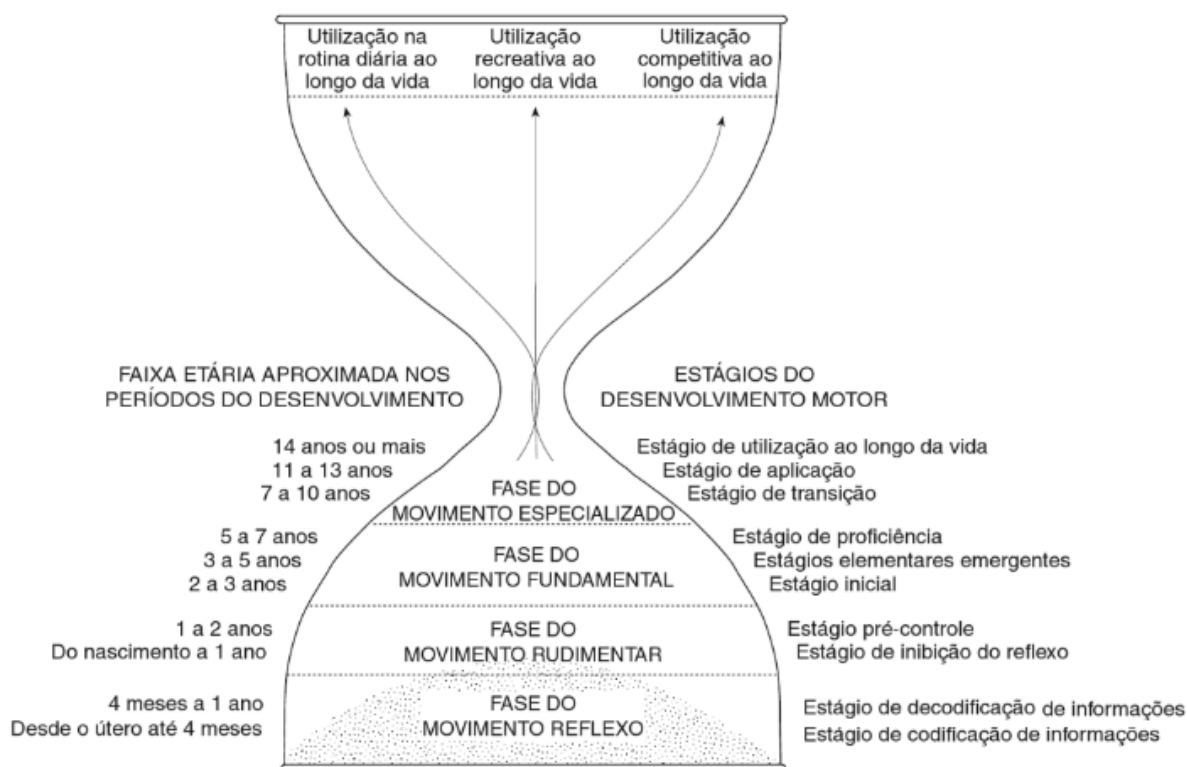 Utilização na
rotina diária ao
longo da vida
Utilização
recreativa ao
longo da vida
Utilização
competitiva ao
longo da vida
FAIXA ETÁRIA APROXIMADA NOS
PERÍODOS DO DESENVOLVIMENTO
ESTÁGIOS DO
DESENVOLVIMENTO MOTOR
14 anos ou mais
11 a 13 anos
7 a 10 anos
FASE DO
MOVIMENTO ESPECIALIZADO
Estágio de utilização ao longo da vida
Estágio de aplicação
Estágio de transição
5 a 7 anos
3 a 5 anos
2 a 3 anos
FASE DO
MOVIMENTO FUNDAMENTAL
Estágio de proficiência
Estágios elementares emergentes
Estágio inicial
1 a 2 anos
Do nascimento a 1 ano
FASE DO
MOVIMENTO RUDIMENTAR
Estágio pré-controle
Estágio de inibição do reflexo
4 meses a 1 ano
Desde o útero até 4 meses
FASE DO
MOVIMENTO REFLEXO
Estágio de decodificação de informações
Estágio de codificação de informações